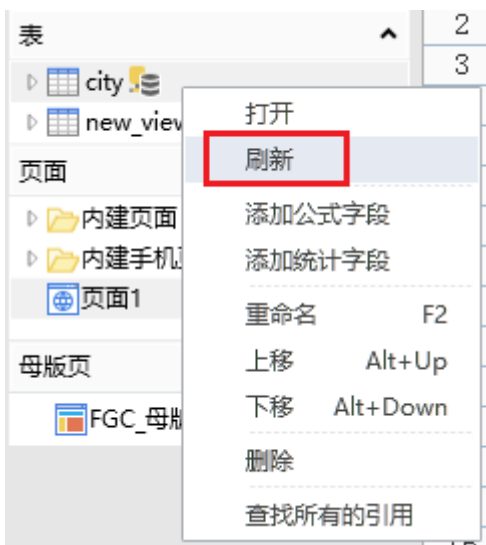 表
2
3
city
new_view
页面
内建页面
内建手机
页面1
母版页
FGC_母版
打开
刷新
添加公式字段
添加统计字段
重命名 F2
上移 Alt+Up
下移 Alt+Down
删除
查找所有的引用